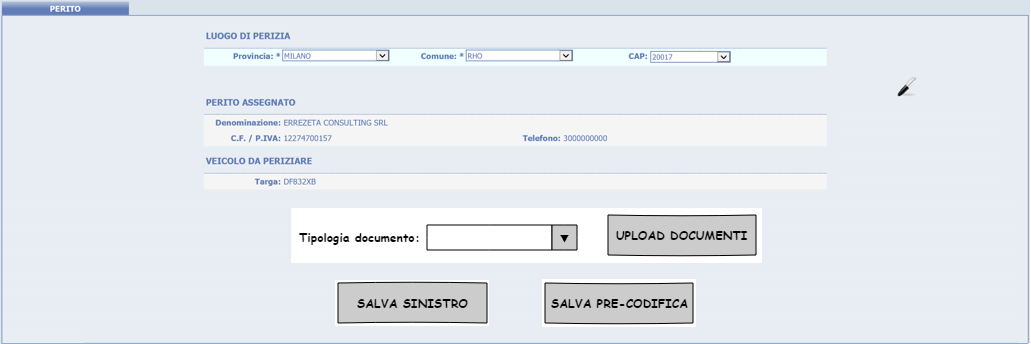 PERITO
LUOGO DI PERIZIA
Provincia: * MILANO Comune: * RHO CAP: 20017
PERITO ASSEGNATO
Denominazione: ERREZETA CONSULTING SRL
C.F. / P.IVA: 12274700157 Telefono: 3000000000
VEICOLO DA PERIZIARE
Targa: DF832XB
Tipologia documento: UPLOAD DOCUMENTI
SALVA SINISTRO SALVA PRE-CODIFICA